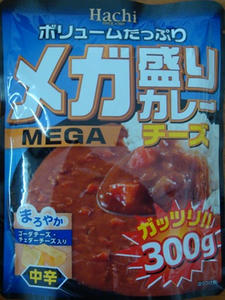 Hachi
ボリュームたっぷり
メガ盛り
カレー
MEGA
チーズ
まろやか
ゴーダチーズ・
チェダーチーズ入り
中辛
ガッツリ!!
300g